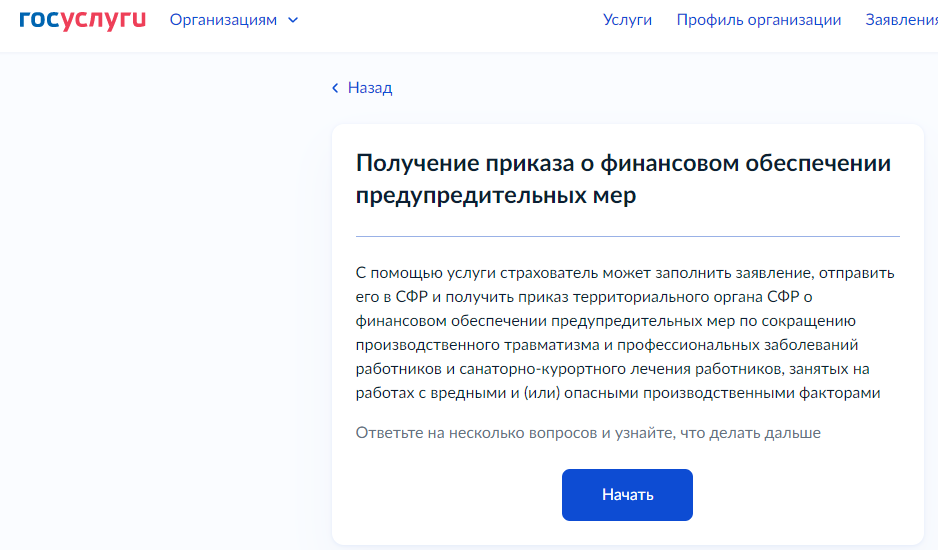 госуслуги Организациям Услуги Профиль организации Заявления
Назад
Получение приказа о финансовом обеспечении
предупредительных мер
С помощью услуги страхователь может заполнить заявление, отправить
его в СФР и получить приказ территориального органа СФР о
финансовом обеспечении предупредительных мер по сокращению
производственного травматизма и профессиональных заболеваний
работников и санаторно-курортного лечения работников, занятых на
работах с вредными и (или) опасными производственными факторами
Ответьте на несколько вопросов и узнайте, что делать дальше
Начать